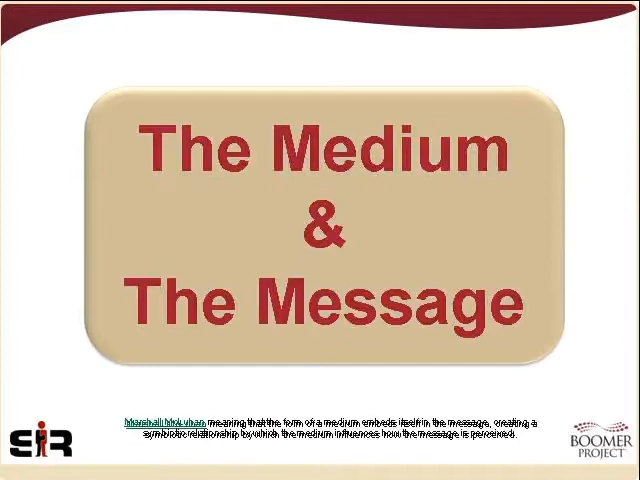 The Medium
&
The Message
Marshall McLuhan meaning that the form of a medium embeds itself in the message, creating a
symbiotic relationship by which the medium influences how the message is perceived.
SIR
BOOMER
PROJECT